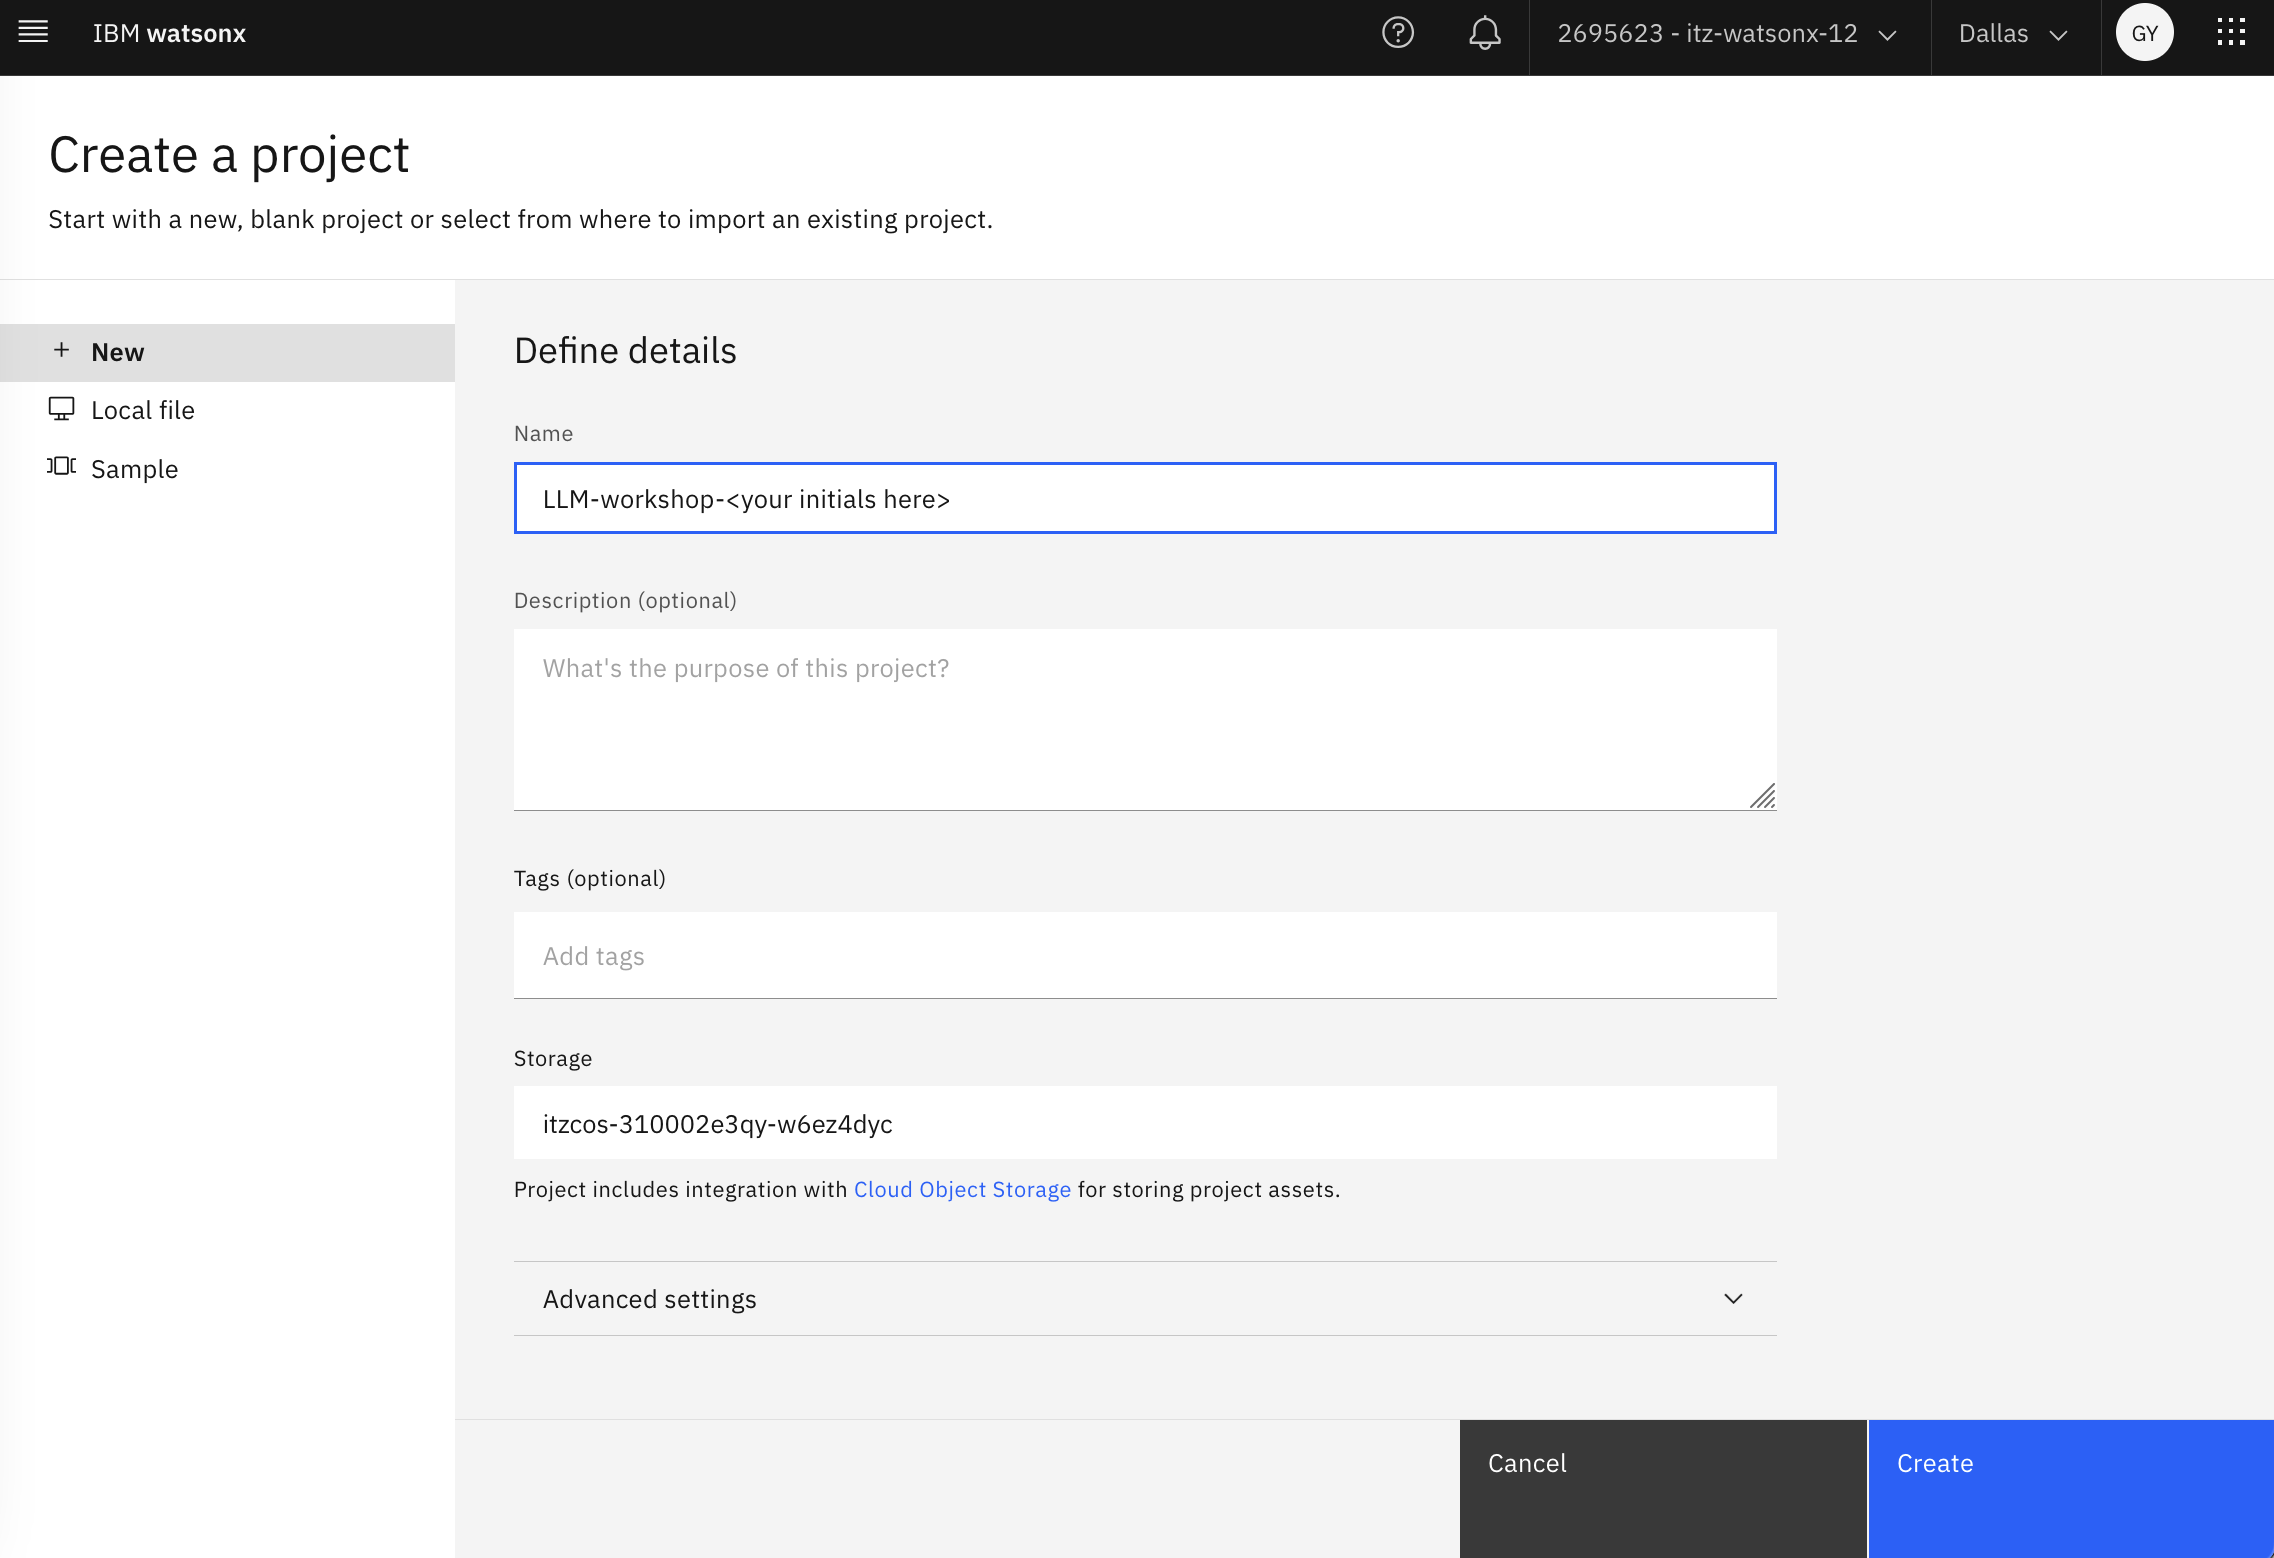 IBM watsonx
2695623 - itz-watsonx-12
Dallas
GY
Create a project
Start with a new, blank project or select from where to import an existing project.
New
Local file
Sample
Define details
Name
LLM-workshop-<your initials here>
Description (optional)
What's the purpose of this project?
Tags (optional)
Add tags
Storage
itzcos-310002e3qy-w6ez4dyc
Project includes integration with Cloud Object Storage for storing project assets.
Advanced settings
Cancel
Create